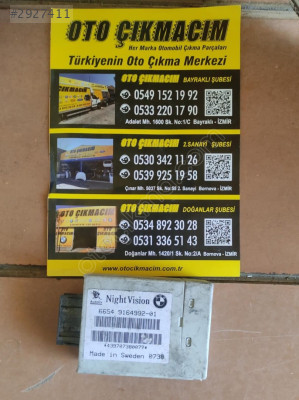 #2927411
OTO ÇIKMACIM
Her Marka Otomobil Çıkma Parçaları
Türkiyenin Oto Çıkma Merkezi
OTO ÇIKMACIM BAYRAKLI ŞUBESİ
0549 152 19 92
0533 220 17 90
Adalet Mh. 1600 Sk. No:1/C Bayraklı - İZMİR
OTO ÇIKMACIM 2.SANAYİ ŞUBESİ
0530 342 11 26
0539 925 19 58
Çınar Mh. 5037 Sk. No:58 2. Sanayi Bornova - İZMİR
OTO ÇIKMACIM DOĞANLAR ŞUBESİ
0534 892 30 28
0531 336 51 43
Doğanlar Mh. 1420/1 Sk. No:2/A Bornova - İZMİR
www.otocikmacim.com.tr
Night Vision
6654 9164992-01
Made in Sweden 0730